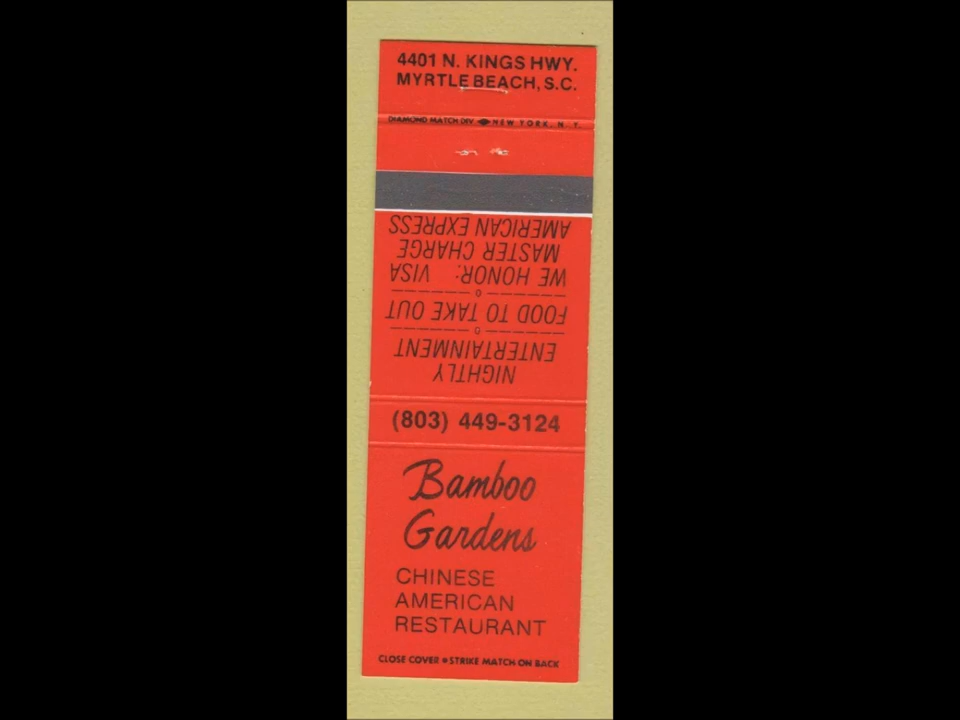 4401 N. KINGS HWY.
MYRTLE BEACH, S.C.
DIAMOND MATCH DIV NEW YORK, N. Y.
NIGHTLY
ENTERTAINMENT
FOOD TO TAKE OUT
WE HONOR: VISA
MASTER CHARGE
AMERICAN EXPRESS
(803) 449-3124
Bamboo
Gardens
CHINESE
AMERICAN
RESTAURANT
CLOSE COVER • STRIKE MATCH ON BACK